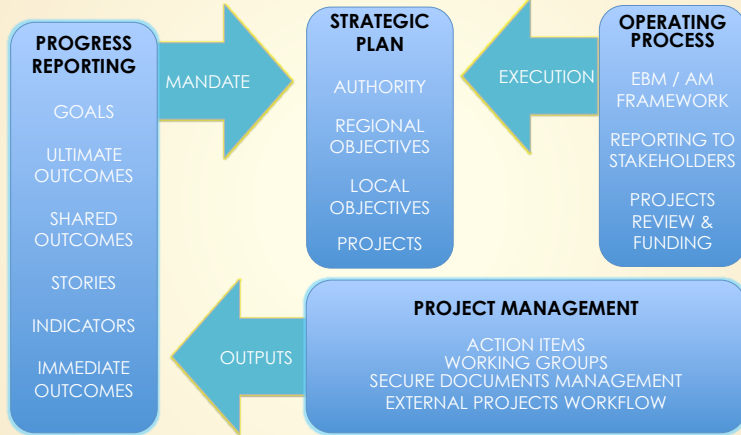 PROGRESS
REPORTING
GOALS
ULTIMATE
OUTCOMES
SHARED
OUTCOMES
STORIES
INDICATORS
IMMEDIATE
OUTCOMES
MANDATE
STRATEGIC
PLAN
AUTHORITY
REGIONAL
OBJECTIVES
LOCAL
OBJECTIVES
PROJECTS
EXECUTION
OPERATING
PROCESS
EBM / AM
FRAMEWORK
REPORTING TO
STAKEHOLDERS
PROJECTS
REVIEW &
FUNDING
OUTPUTS
PROJECT MANAGEMENT
ACTION ITEMS
WORKING GROUPS
SECURE DOCUMENTS MANAGEMENT
EXTERNAL PROJECTS WORKFLOW